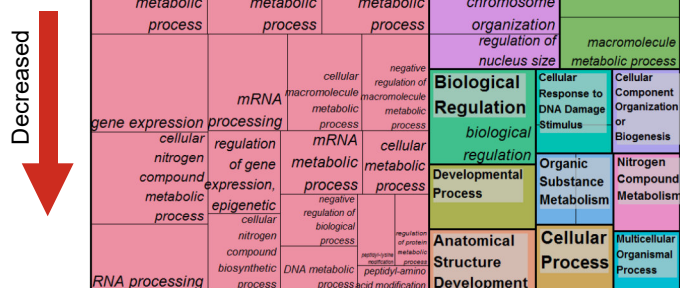 Decreased
metabolic
process
metabolic
process
metabolic
process
chromosome
organization
regulation of
nucleus size
macromolecule
metabolic process
gene expression
mRNA
processing
cellular
macromolecule
metabolic
process
negative
regulation of
macromolecule
metabolic
process
Biological
Regulation
biological
regulation
Cellular
Response to
DNA Damage
Stimulus
Cellular
Component
Organization
or
Biogenesis
cellular
nitrogen
compound
metabolic
process
regulation
of gene
expression,
epigenetic
mRNA
metabolic
process
cellular
metabolic
process
Developmental
Process
Organic
Substance
Metabolism
Nitrogen
Compound
Metabolism
RNA processing
cellular
nitrogen
compound
biosynthetic
process
negative
regulation of
biological
process
DNA metabolic
process
peptidyl-lysine
modification
regulation
of protein
metabolic
process
peptidyl-amino
acid modification
Anatomical
Structure
Development
Cellular
Process
Multicellular
Organismal
Process